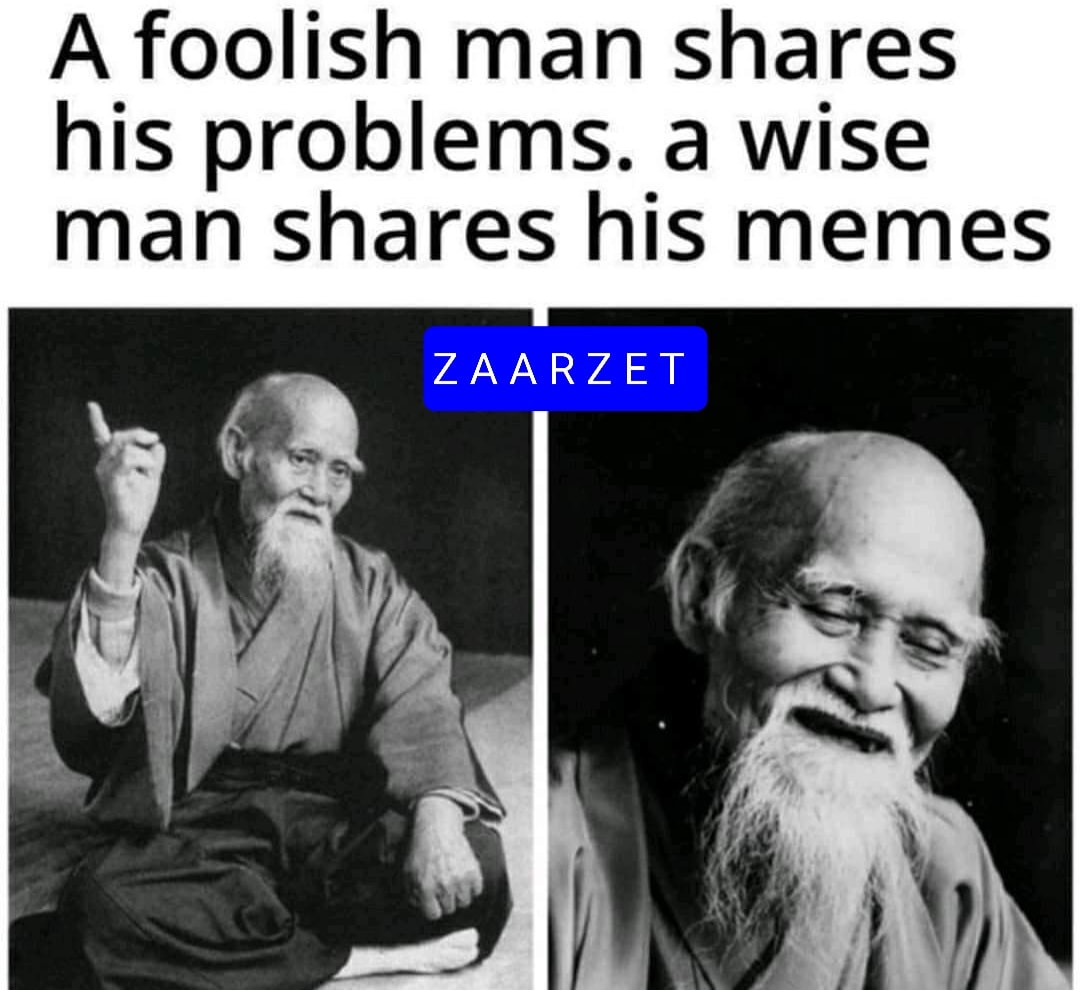 A foolish man shares
his problems. a wise
man shares his memes
ZAARZET